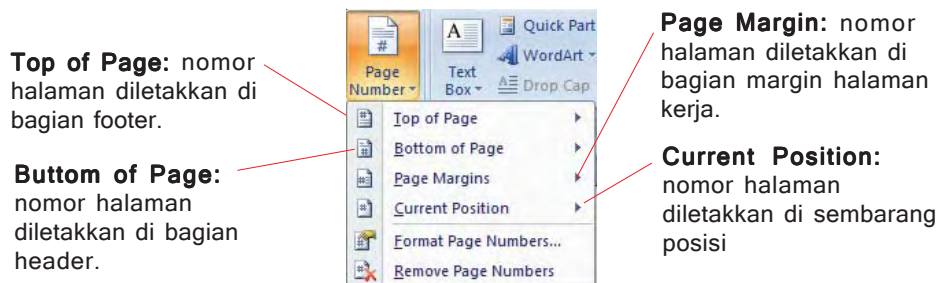 Top of Page: nomor
halaman diletakkan di
bagian footer.
Buttom of Page:
nomor halaman
diletakkan di bagian
header.
#
Page
Number
A
Text
Box
Quick Part
WordArt
Drop Cap
Top of Page
Bottom of Page
Page Margins
Current Position
Format Page Numbers...
Remove Page Numbers
Page Margin: nomor
halaman diletakkan di
bagian margin halaman
kerja.
Current Position:
nomor halaman
diletakkan di sembarang
posisi